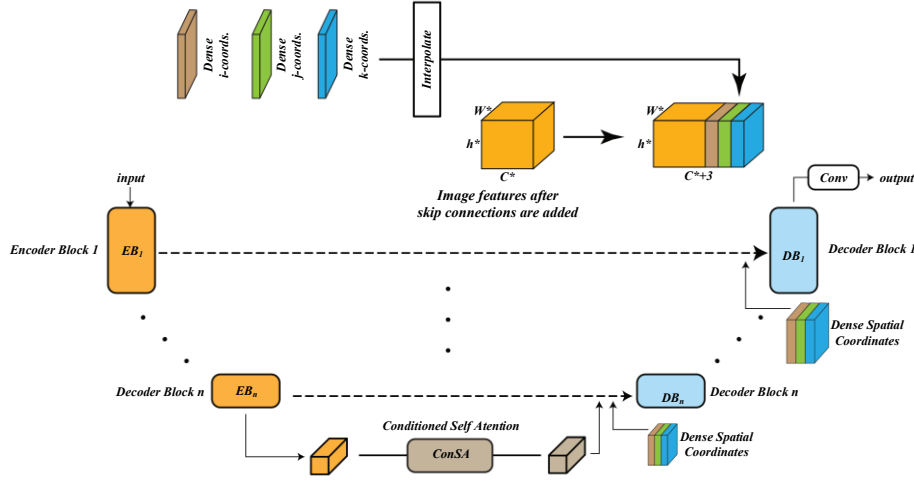 Dense
i-coords.
Dense
j-coords.
Dense
k-coords.
Interpolate
W*
h*
C*
W*
h*
C*+3
Image features after
skip connections are added
input
Conv
output
Encoder Block 1
EB1
DB1
Decoder Block 1
Dense Spatial
Coordinates
Decoder Block n
EBn
DBn
Decoder Block n
Conditioned Self Atention
ConSA
Dense Spatial
Coordinates